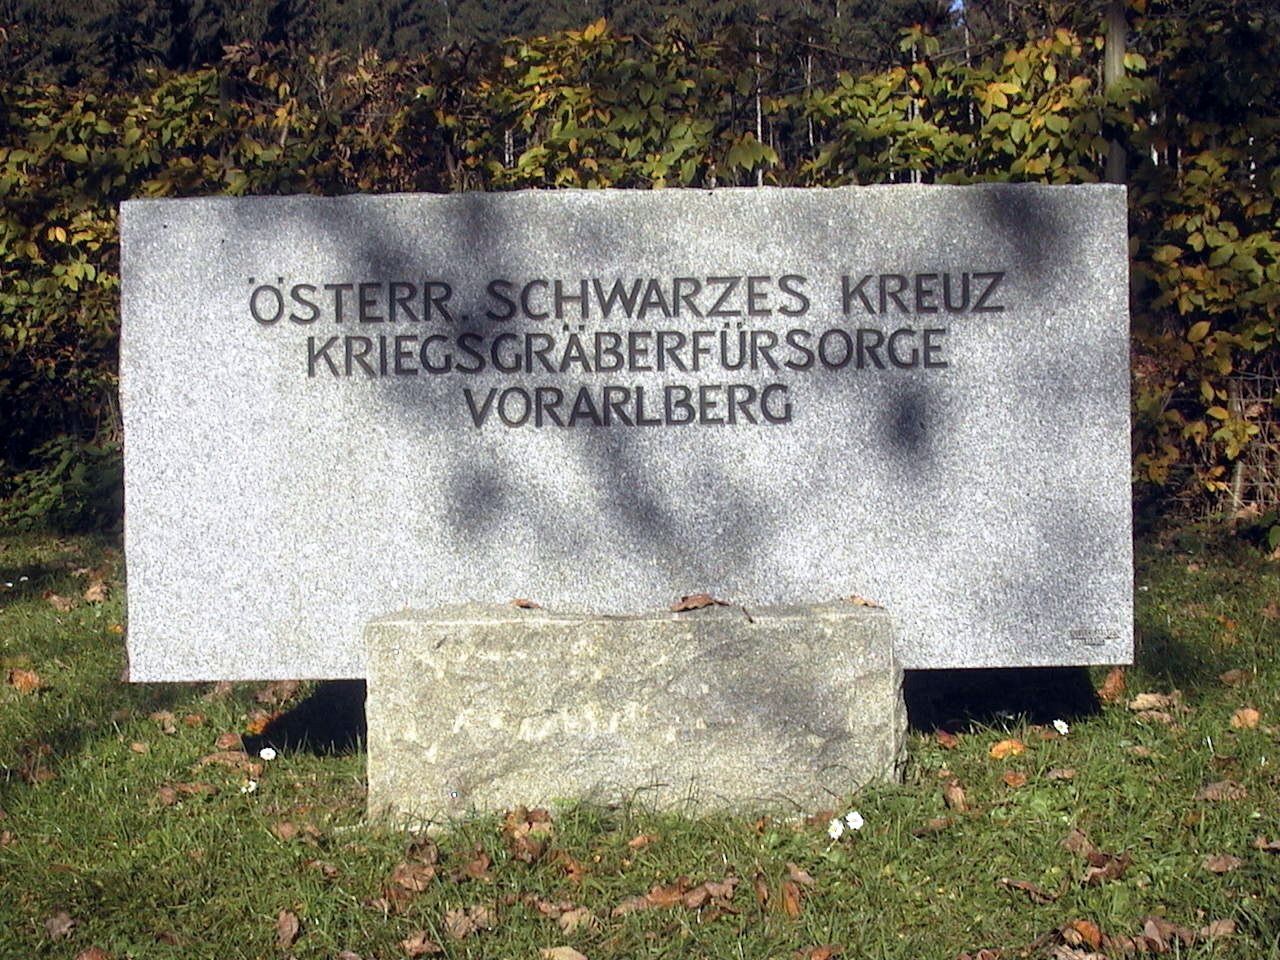 ÖSTERR. SCHWARZES KREUZ
KRIEGSGRÄBERFÜRSORGE
VORARLBERG